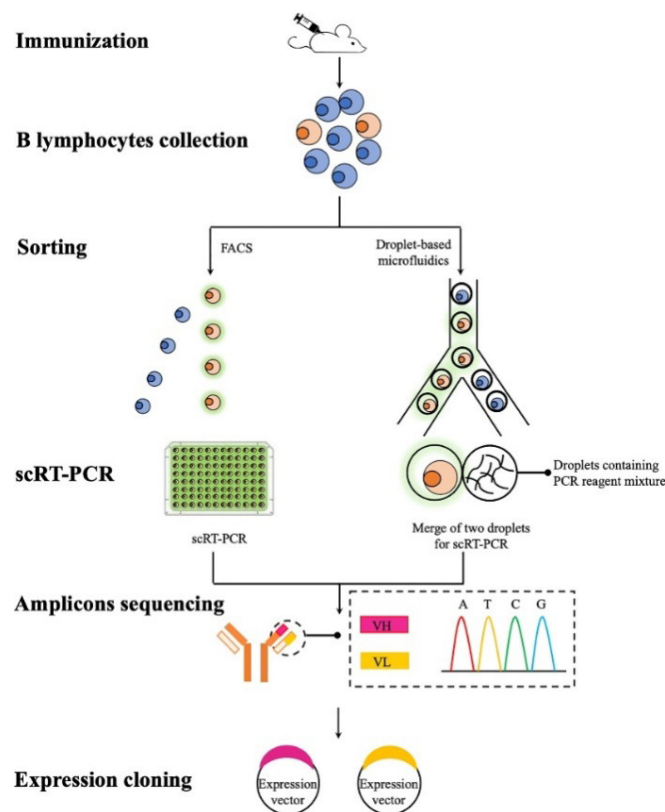 Immunization
B lymphocytes collection
Sorting
FACS
Droplet-based
microfluidics
scRT-PCR
Droplets containing
PCR reagent mixture
scRT-PCR
Merge of two droplets
for scRT-PCR
Amplicons sequencing
VH
VL
A T C G
Expression cloning
Expression
vector
Expression
vector